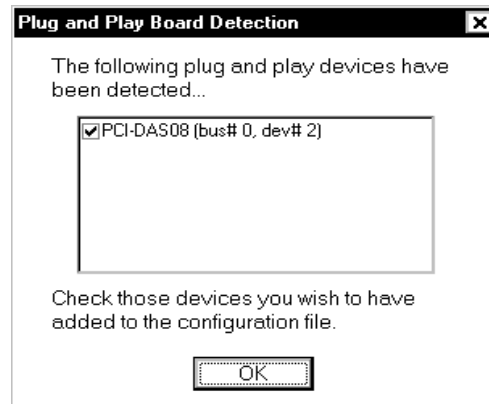 Plug and Play Board Detection
The following plug and play devices have
been detected...
PCI-DAS08 (bus# 0, dev# 2)
Check those devices you wish to have
added to the configuration file.
OK